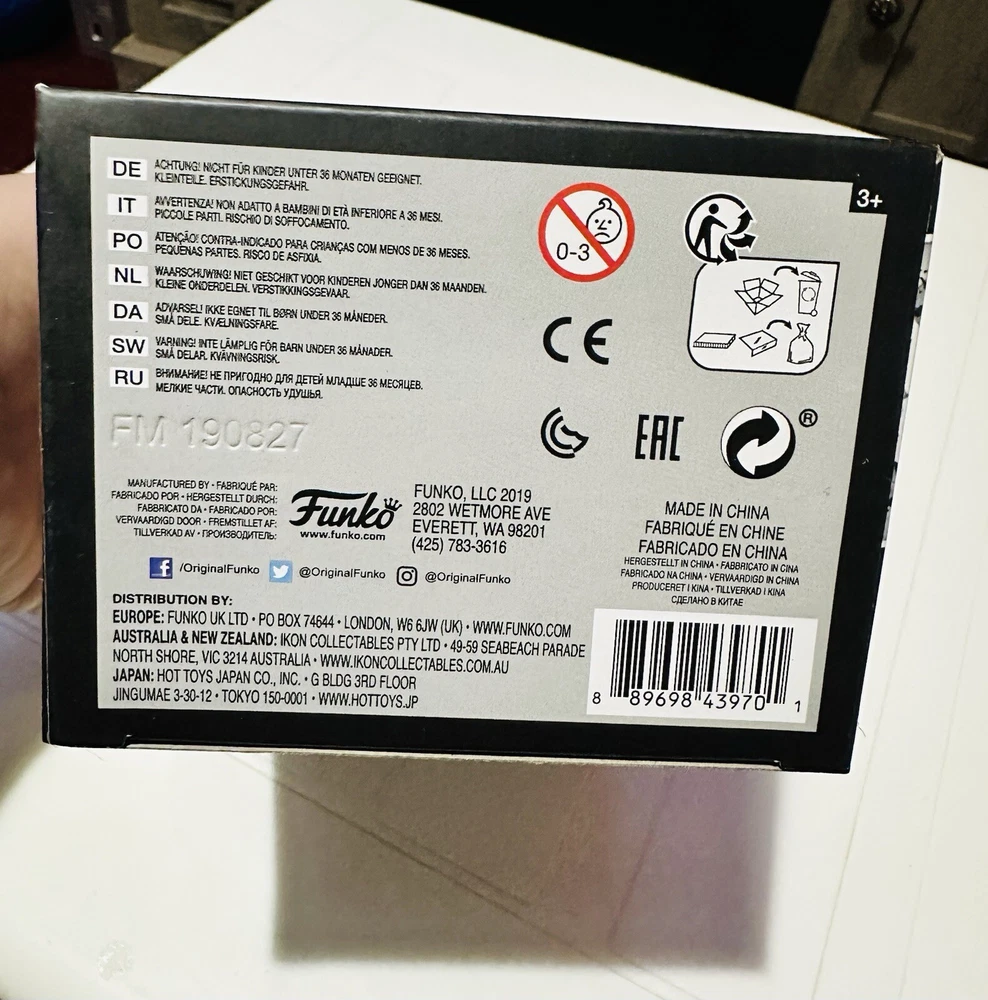 DE ACHTUNG! NICHT FÜR KINDER UNTER 36 MONATEN GEEIGNET.
KLEINTEILE. ERSTICKUNGSGEFAHR.
IT AVVERTENZA! NON ADATTO A BAMBINI DI ETÀ INFERIORE A 36 MESI.
PICCOLE PARTI. RISCHIO DI SOFFOCAMENTO.
PO ATENÇÃO! CONTRA-INDICADO PARA CRIANÇAS COM MENOS DE 36 MESES.
PEQUENAS PARTES. RISCO DE ASFIXIA.
NL WAARSCHUWING! NIET GESCHIKT VOOR KINDEREN JONGER DAN 36 MAANDEN.
KLEINE ONDERDELEN. VERSTIKKINGSGEVAAR.
DA ADVARSEL! IKKE EGNET TIL BØRN UNDER 36 MÅNEDER.
SMÅ DELE. KVÆLNINGSFARE.
SW VARNING! INTE LÄMPLIG FÖR BARN UNDER 36 MÅNADER.
SMÅ DELAR. KVÄVNINGSRISK.
RU ВНИМАНИЕ! НЕ ПРИГОДНО ДЛЯ ДЕТЕЙ МЛАДШЕ 36 МЕСЯЦЕВ.
МЕЛКИЕ ЧАСТИ. ОПАСНОСТЬ УДУШЬЯ.
0-3
3+
CE
FM 190827
EAC
®
MANUFACTURED BY • FABRIQUÉ PAR:
FABRICADO POR • HERGESTELLT DURCH:
FABBRICATO DA • FABRICADO POR:
VERVAARDIGD DOOR • FREMSTILLET AF:
TILLVERKAD AV • ПРОИЗВОДИТЕЛЬ:
Funko
www.funko.com
FUNKO, LLC 2019
2802 WETMORE AVE
EVERETT, WA 98201
(425) 783-3616
MADE IN CHINA
FABRIQUÉ EN CHINE
FABRICADO EN CHINA
HERGESTELLT IN CHINA • FABBRICATO IN CINA
FABRICADO NA CHINA • VERVAARDIGD IN CHINA
PRODUCERET I KINA • TILLVERKAD I KINA
СДЕЛАНО В КИТАЕ
f /OriginalFunko @OriginalFunko @OriginalFunko
DISTRIBUTION BY:
EUROPE: FUNKO UK LTD • PO BOX 74644 • LONDON, W6 6JW (UK) • WWW.FUNKO.COM
AUSTRALIA & NEW ZEALAND: IKON COLLECTABLES PTY LTD • 49-59 SEABEACH PARADE
NORTH SHORE, VIC 3214 AUSTRALIA • WWW.IKONCOLLECTABLES.COM.AU
JAPAN: HOT TOYS JAPAN CO., INC. • G BLDG 3RD FLOOR
JINGUMAE 3-30-12 • TOKYO 150-0001 • WWW.HOTTOYS.JP
8 89698 43970 1